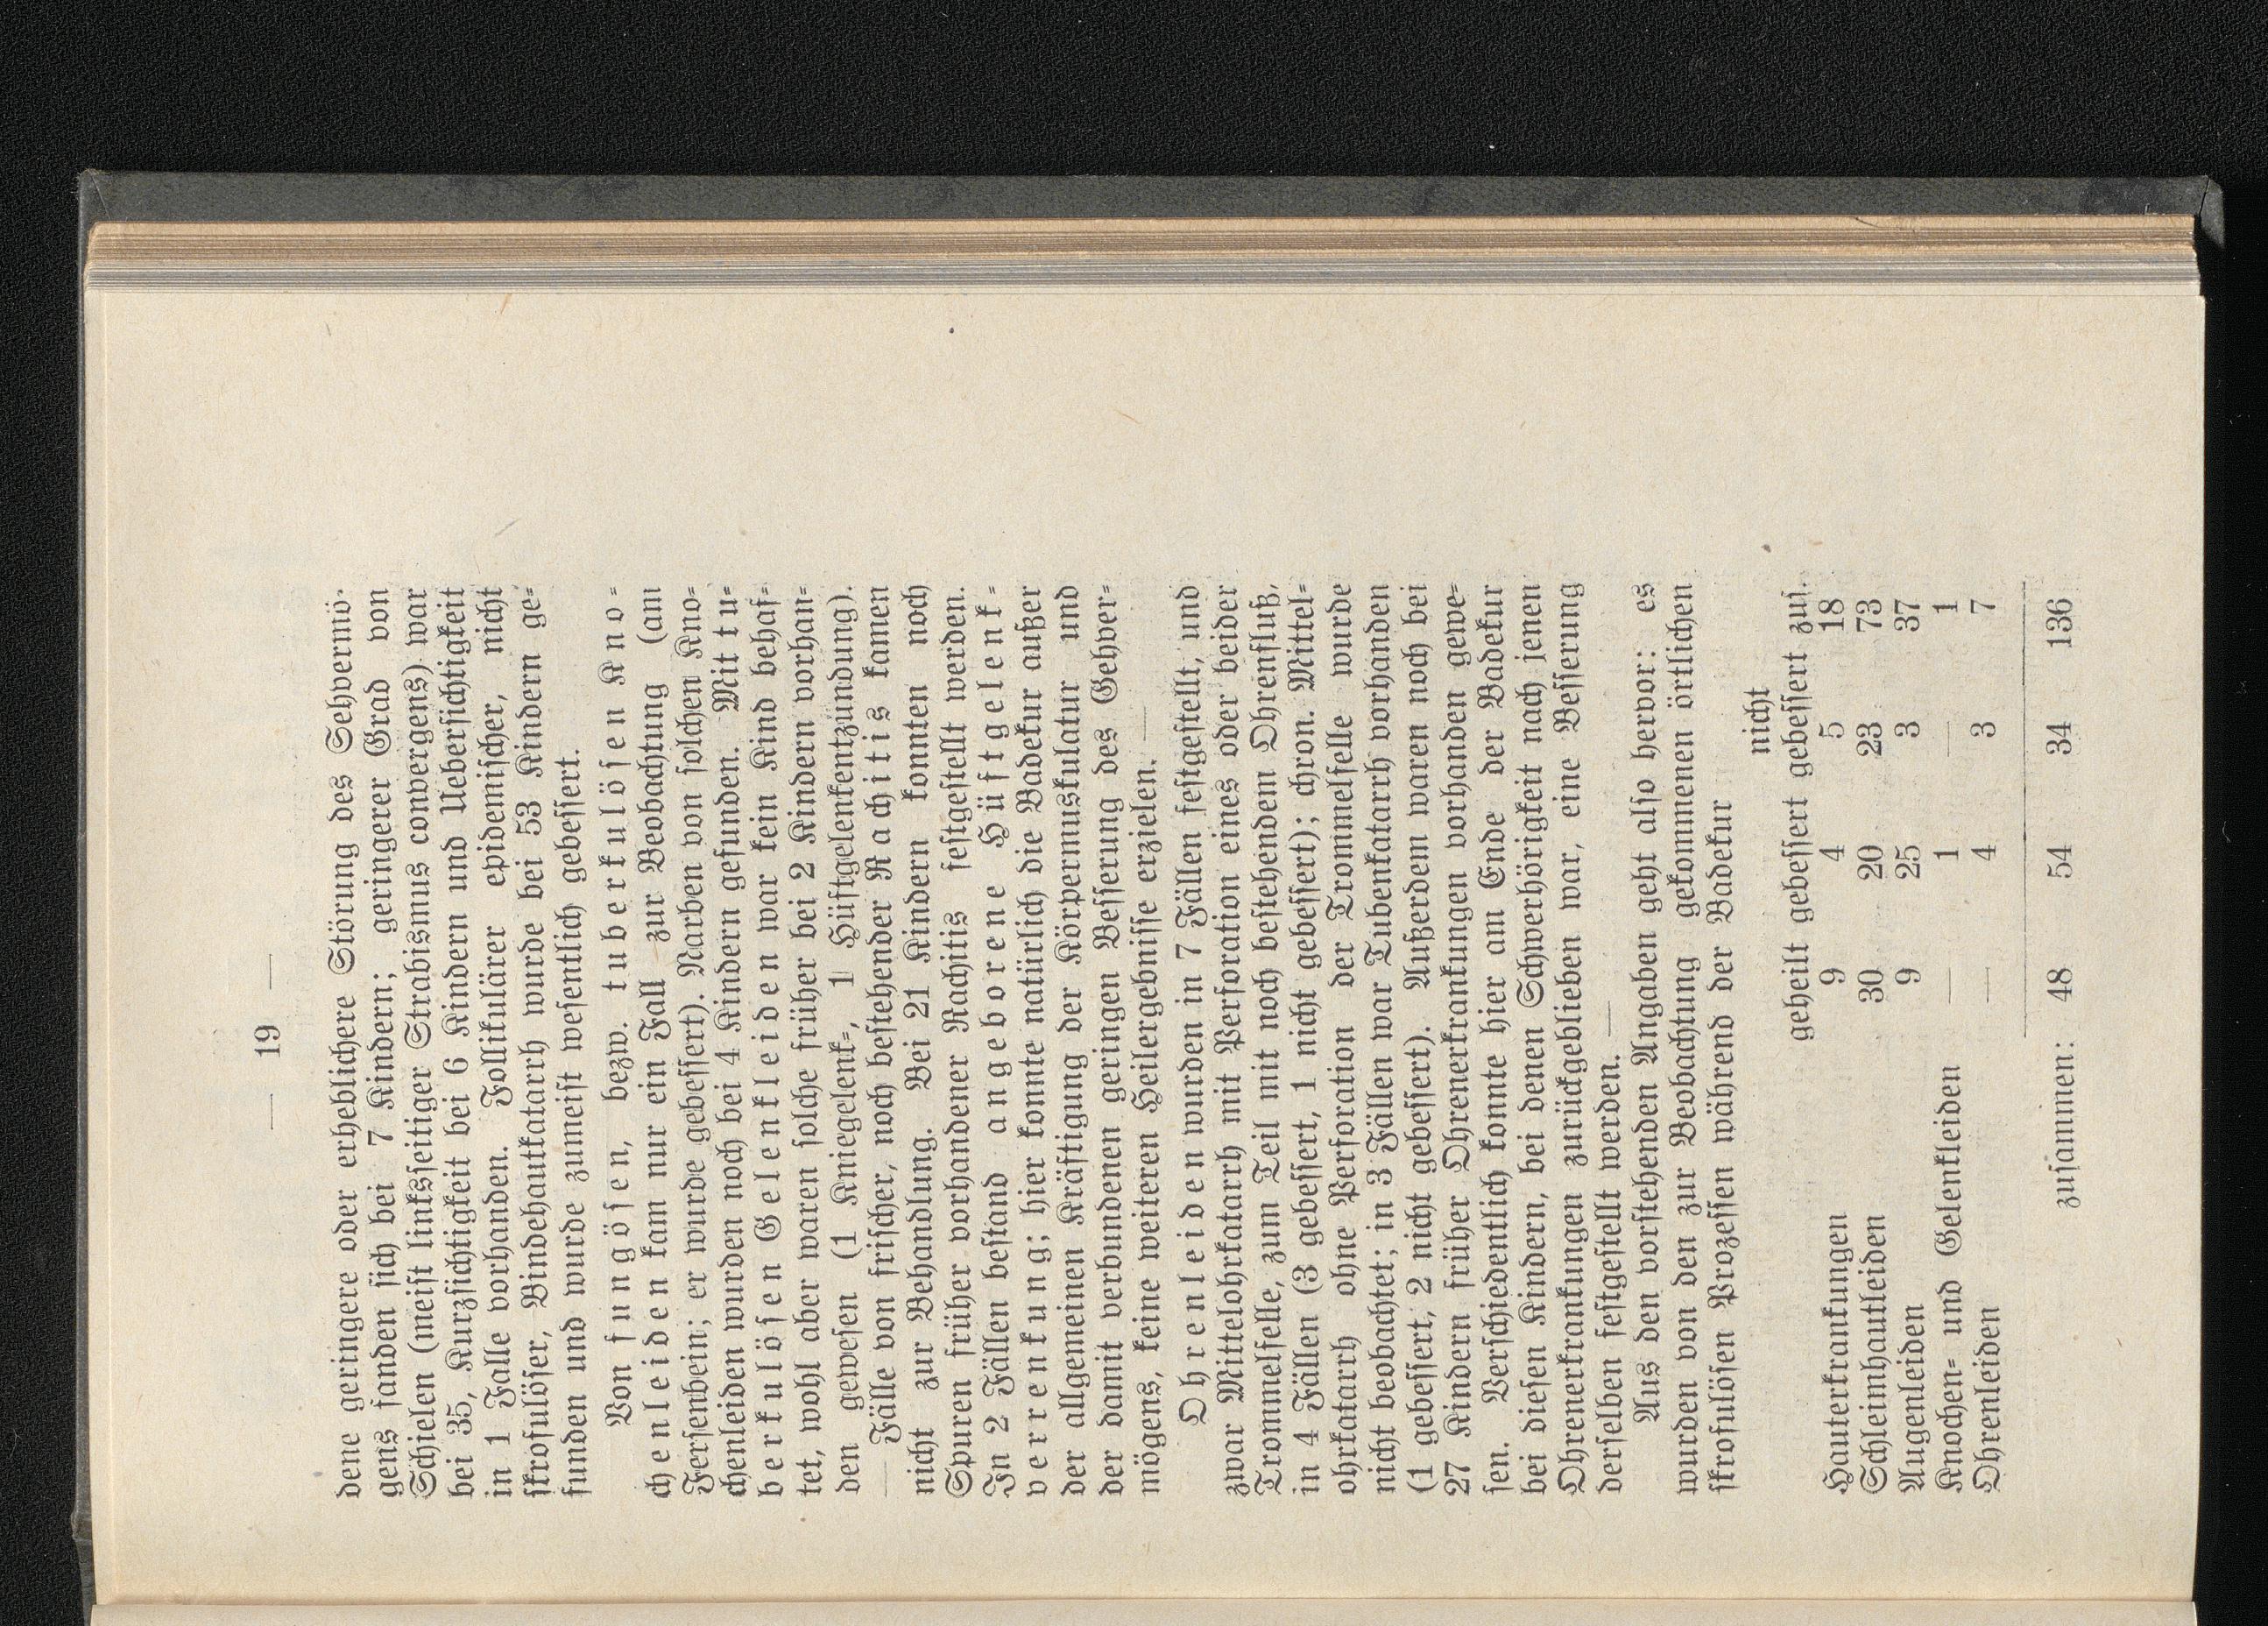 — 19 —
dene geringere oder erheblichere Störung des Sehvermö-
gens fanden sich bei 7 Kindern; geringerer Grad von
Schielen (meist linksseitiger Strabismus convergens) war
bei 35, Kurzsichtigkeit bei 6 Kindern und Uebersichtigkeit
in 1 Falle vorhanden. Follikulärer epidemischer, nicht
skrofulöser, Bindehautkatarrh wurde bei 53 Kindern ge-
funden und wurde zumeist wesentlich gebessert.
Von fungösen, bezw. tuberkulösen Kno-
chenleiden kam nur ein Fall zur Beobachtung (am
Fersenbein; er wurde gebessert). Narben von solchen Kno-
chenleiden wurden noch bei 4 Kindern gefunden. Mit tu-
berkulösen Gelenkleiden war kein Kind behaf-
tet, wohl aber waren solche früher bei 2 Kindern vorhan-
den gewesen (1 Kniegelenk-, 1 Hüftgelenkentzündung).
— Fälle von frischer, noch bestehender Rachitis kamen
nicht zur Behandlung. Bei 21 Kindern konnten noch
Spuren früher vorhandener Rachitis festgestellt werden.
In 2 Fällen bestand angeborene Hüftgelenk-
verrenkung; hier konnte natürlich die Badekur außer
der allgemeinen Kräftigung der Körpermuskulatur und
der damit verbundenen geringen Besserung des Gehver-
mögens, keine weiteren Heilergebnisse erzielen. —
Ohrenleiden wurden in 7 Fällen festgestellt, und
zwar Mittelohrkatarrh mit Perforation eines oder beider
Trommelfelle, zum Teil mit noch bestehendem Ohrenfluß,
in 4 Fällen (3 gebessert, 1 nicht gebessert); chron. Mittel-
ohrkatarrh ohne Perforation der Trommelfelle wurde
nicht beobachtet; in 3 Fällen war Tubenkatarrh vorhanden
(1 gebessert, 2 nicht gebessert). Außerdem waren noch bei
27 Kindern früher Ohrenerkrankungen vorhanden gewe-
sen. Verschiedentlich konnte hier am Ende der Badekur
bei diesen Kindern, bei denen Schwerhörigkeit nach jenen
Ohrenerkrankungen zurückgeblieben war, eine Besserung
derselben festgestellt werden. —
Aus den vorstehenden Angaben geht also hervor: es
wurden von den zur Beobachtung gekommenen örtlichen
skrofulösen Prozessen während der Badekur
nicht
geheilt gebessert gebessert zus.
Hauterkrankungen 9 4 5 18
Schleimhautleiden 30 20 23 73
Augenleiden 9 25 3 37
Knochen- und Gelenkleiden — 1 — 1
Ohrenleiden — 4 3 7
zusammen: 48 54 34 136